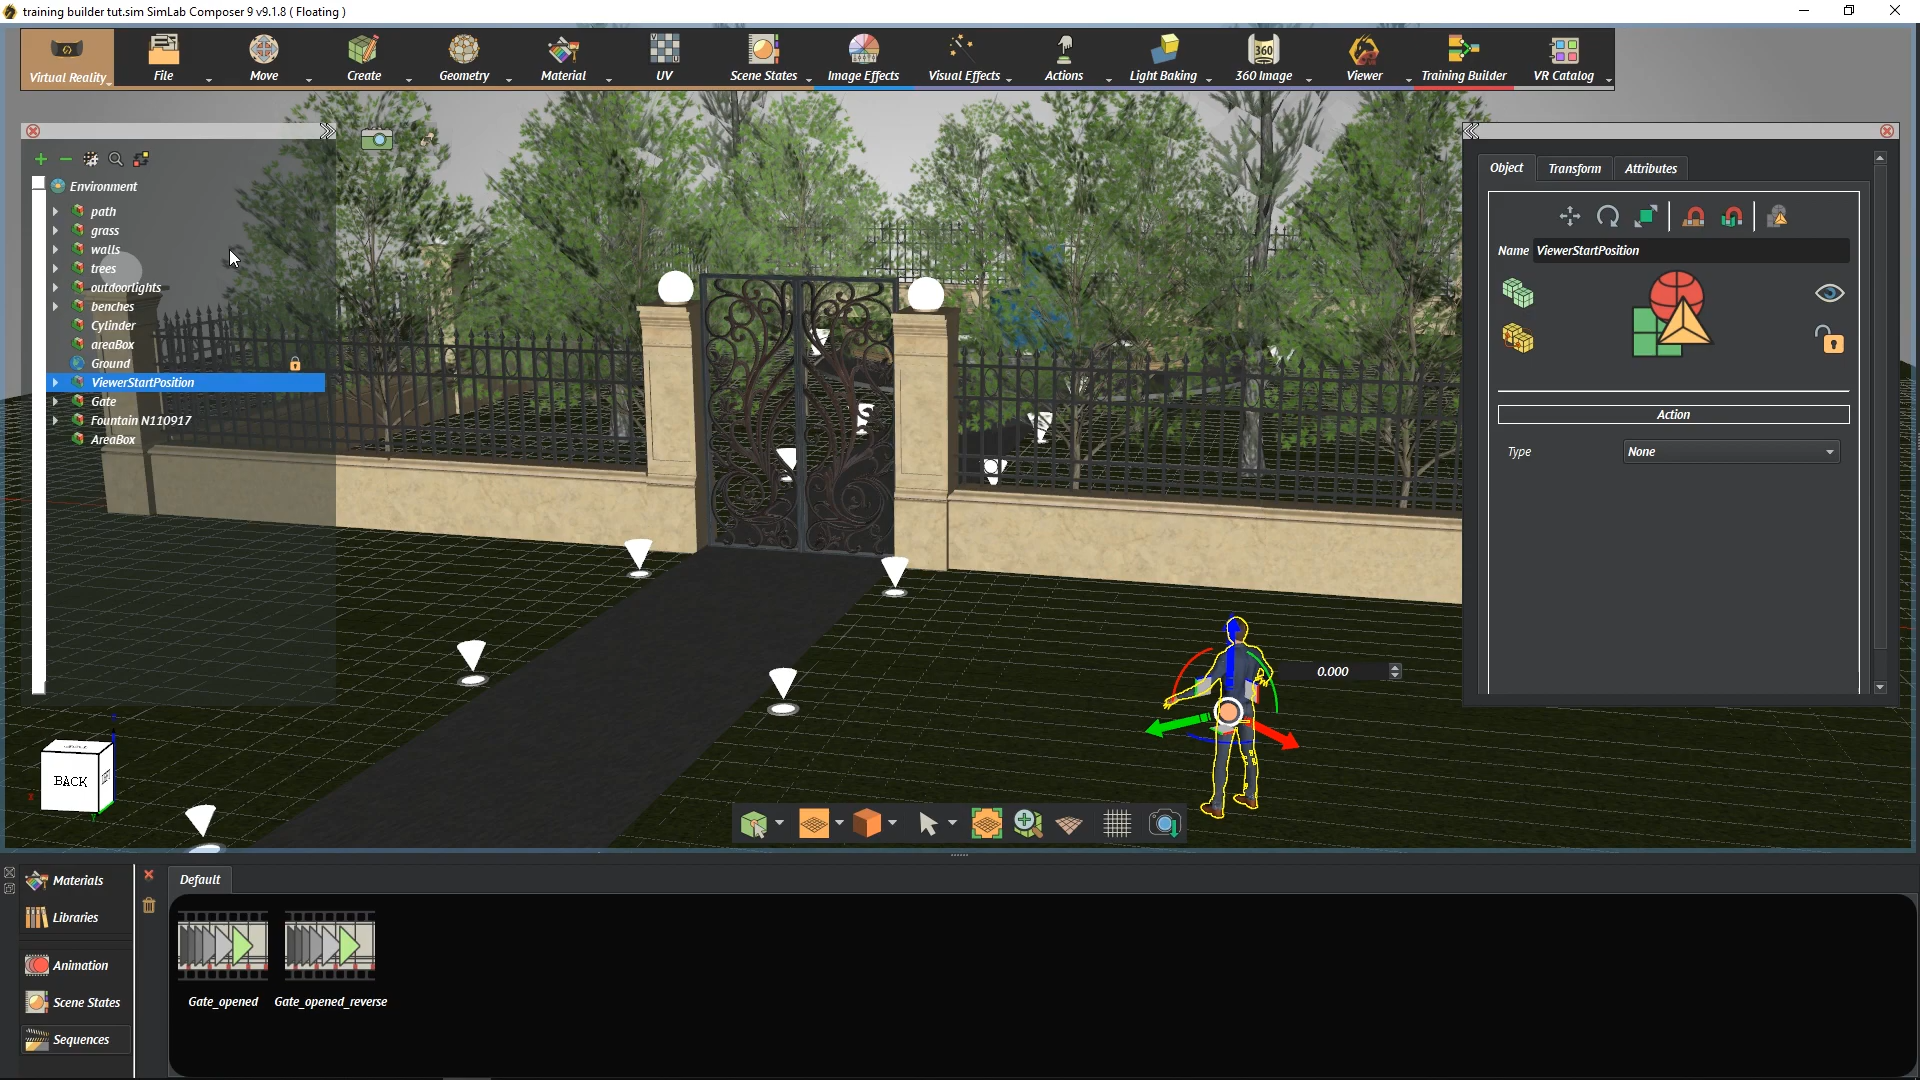 training builder tut.sim SimLab Composer 9 v9.1.8 ( Floating )
Virtual Reality
File
Move
Create
Geometry
Material
UV
Scene States
Image Effects
Visual Effects
Actions
Light Baking
360
360 Image
Viewer
Training Builder
VR Catalog
Environment
path
grass
walls
trees
outdoorlights
benches
Cylinder
areaBox
Ground
ViewerStartPosition
Gate
Fountain N110917
AreaBox
Object
Transform
Attributes
Name ViewerStartPosition
Action
Type None
0.000
BACK
Materials
Libraries
Animation
Scene States
Sequences
Default
Gate_opened
Gate_opened_reverse